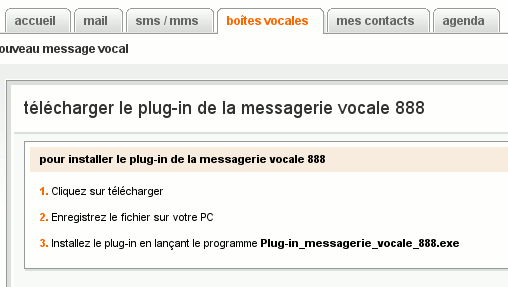 accueil mail sms / mms boîtes vocales mes contacts agenda
ouveau message vocal
télécharger le plug-in de la messagerie vocale 888
pour installer le plug-in de la messagerie vocale 888
1. Cliquez sur télécharger
2. Enregistrez le fichier sur votre PC
3. Installez le plug-in en lançant le programme Plug-in_messagerie_vocale_888.exe